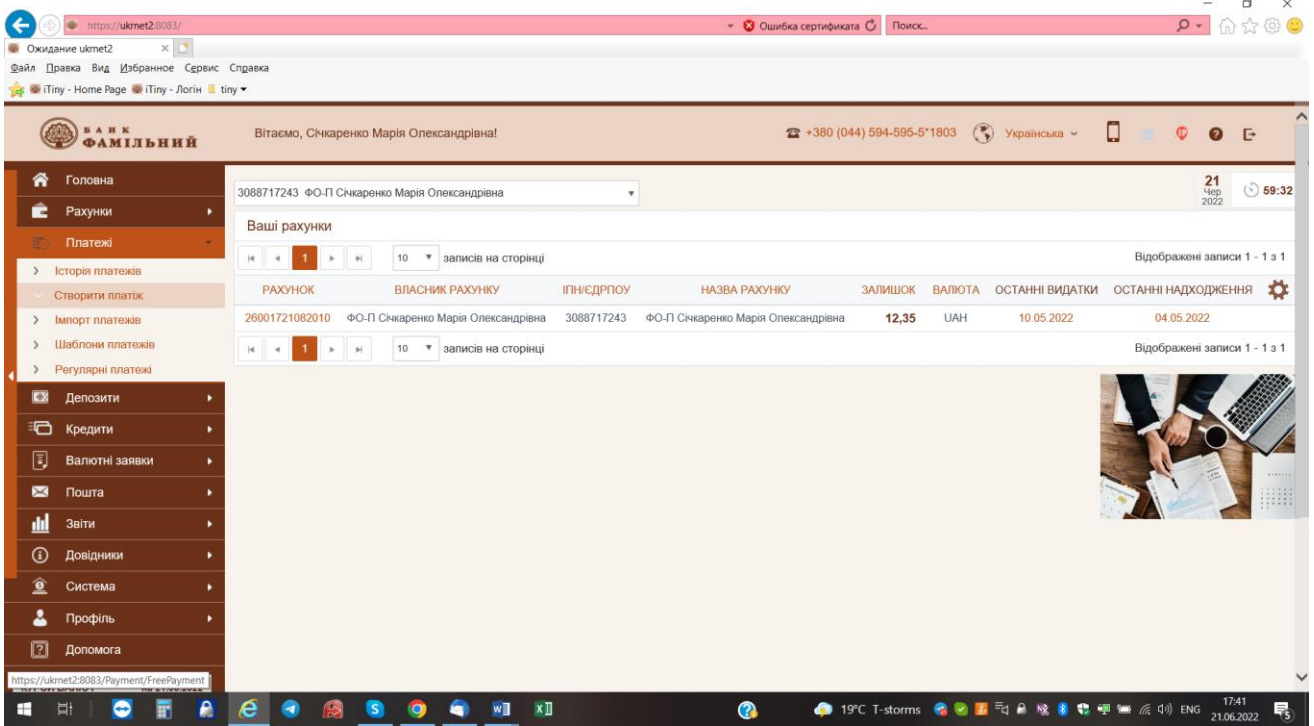 https://ukrnet2:8083/
Ошибка сертификата
Поиск...
Ожидание ukrnet2
Файл Правка Вид Избранное Сервис Справка
iTiny - Home Page iTiny - Логін tiny
БАНК
ФАМІЛЬНИЙ
Вітаємо, Січкаренко Марія Олександрівна!
+380 (044) 594-595-5*1803
Українська
Головна
Рахунки
Платежі
Історія платежів
Створити платіж
Імпорт платежів
Шаблони платежів
Регулярні платежі
Депозити
Кредити
Валютні заявки
Пошта
Звіти
Довідники
Система
Профіль
Допомога
3088717243 ФО-П Січкаренко Марія Олександрівна
21
Чер
2022
59:32
Ваші рахунки
1 10 записів на сторінці
Відображені записи 1 - 1 з 1
РАХУНОК ВЛАСНИК РАХУНКУ ІПН/ЄДРПОУ НАЗВА РАХУНКУ ЗАЛИШОК ВАЛЮТА ОСТАННІ ВИДАТКИ ОСТАННІ НАДХОДЖЕННЯ
26001721082010 ФО-П Січкаренко Марія Олександрівна 3088717243 ФО-П Січкаренко Марія Олександрівна 12,35 UAH 10.05.2022 04.05.2022
1 10 записів на сторінці
Відображені записи 1 - 1 з 1
https://ukrnet2:8083/Payment/FreePayment
19°C T-storms
ENG
17:41
21.06.2022
5